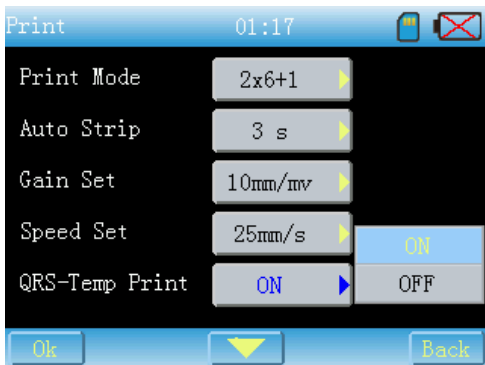 Print 01:17
Print Mode 2x6+1
Auto Strip 3 s
Gain Set 10mm/mv
Speed Set 25mm/s
ON
QRS-Temp Print ON OFF
Ok Back